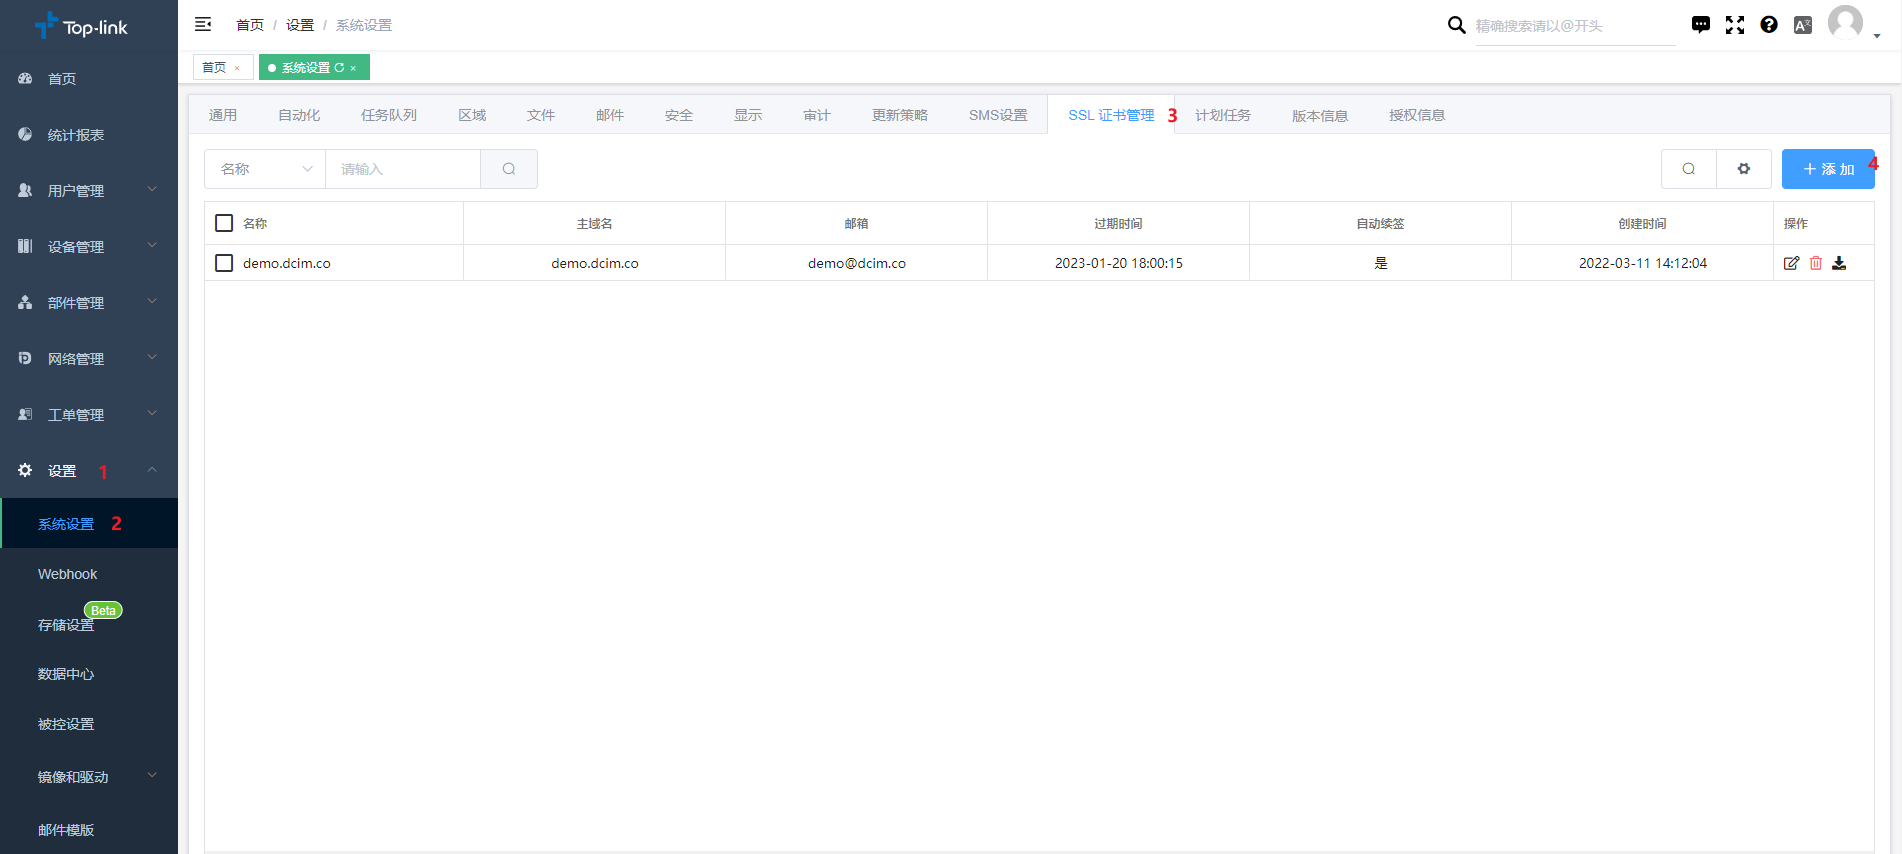 Top-link
首页 / 设置 / 系统设置
精确搜索请以@开头
首页 ×
系统设置 ×
首页
统计报表
用户管理
设备管理
部件管理
网络管理
工单管理
设置 1
系统设置 2
Webhook
Beta
存储设置
数据中心
被控设置
镜像和驱动
邮件模版
通用 自动化 任务队列 区域 文件 邮件 安全 显示 审计 更新策略 SMS设置 SSL 证书管理 3 计划任务 版本信息 授权信息
名称 请输入
+ 添 加 4
名称 主域名 邮箱 过期时间 自动续签 创建时间 操作
demo.dcim.co demo.dcim.co demo@dcim.co 2023-01-20 18:00:15 是 2022-03-11 14:12:04